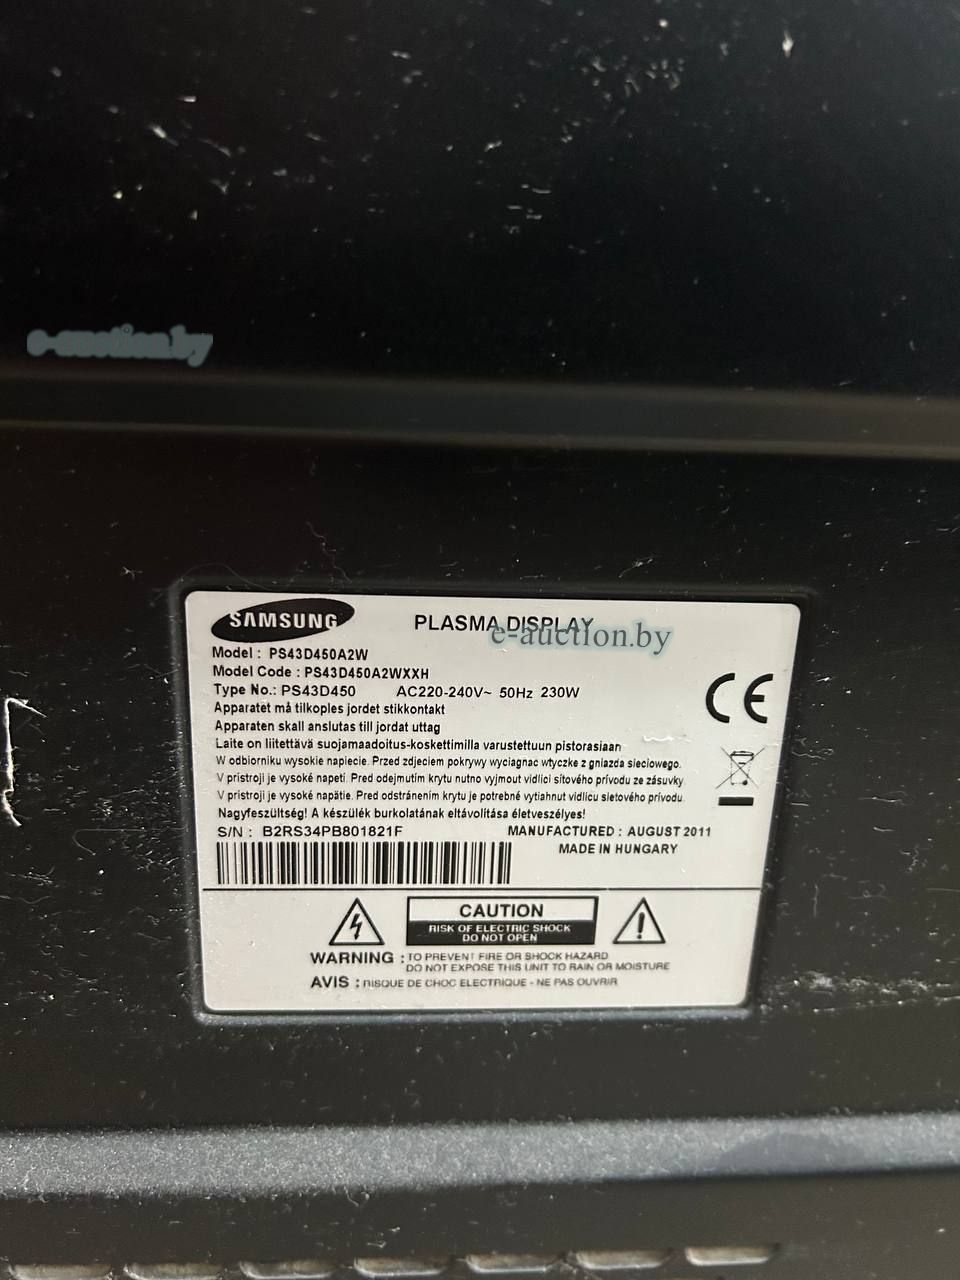 e-auction.by
SAMSUNG
PLASMA DISPLAY
e-auction.by
Model : PS43D450A2W
Model Code : PS43D450A2WXXH
Type No.: PS43D450 AC220-240V~ 50Hz 230W
Apparatet må tilkoples jordet stikkontakt
Apparaten skall anslutas till jordat uttag
Laite on liitettävä suojamaadoitus-koskettimilla varustettuun pistorasiaan
W odbiorniku wysokie napiecie. Przed zdjeciem pokrywy wyciagnac wtyczke z gniazda sieciowego.
V pristroji je vysoké napeti. Pred odejmutím krytu nutno vyjmout vidlici sítového prívodu ze zásuvky.
V pristroji je vysoké napätie. Pred odstránením krytu je potrebné vytiahnut vidlicu sietového prívodu.
Nagyfeszültség! A készülék burkolatának eltávolítása életveszélyes!
S/N : B2RS34PB801821F
MANUFACTURED : AUGUST 2011
MADE IN HUNGARY
CE
CAUTION
RISK OF ELECTRIC SHOCK
DO NOT OPEN
WARNING : TO PREVENT FIRE OR SHOCK HAZARD
DO NOT EXPOSE THIS UNIT TO RAIN OR MOISTURE
AVIS : RISQUE DE CHOC ELECTRIQUE - NE PAS OUVRIR